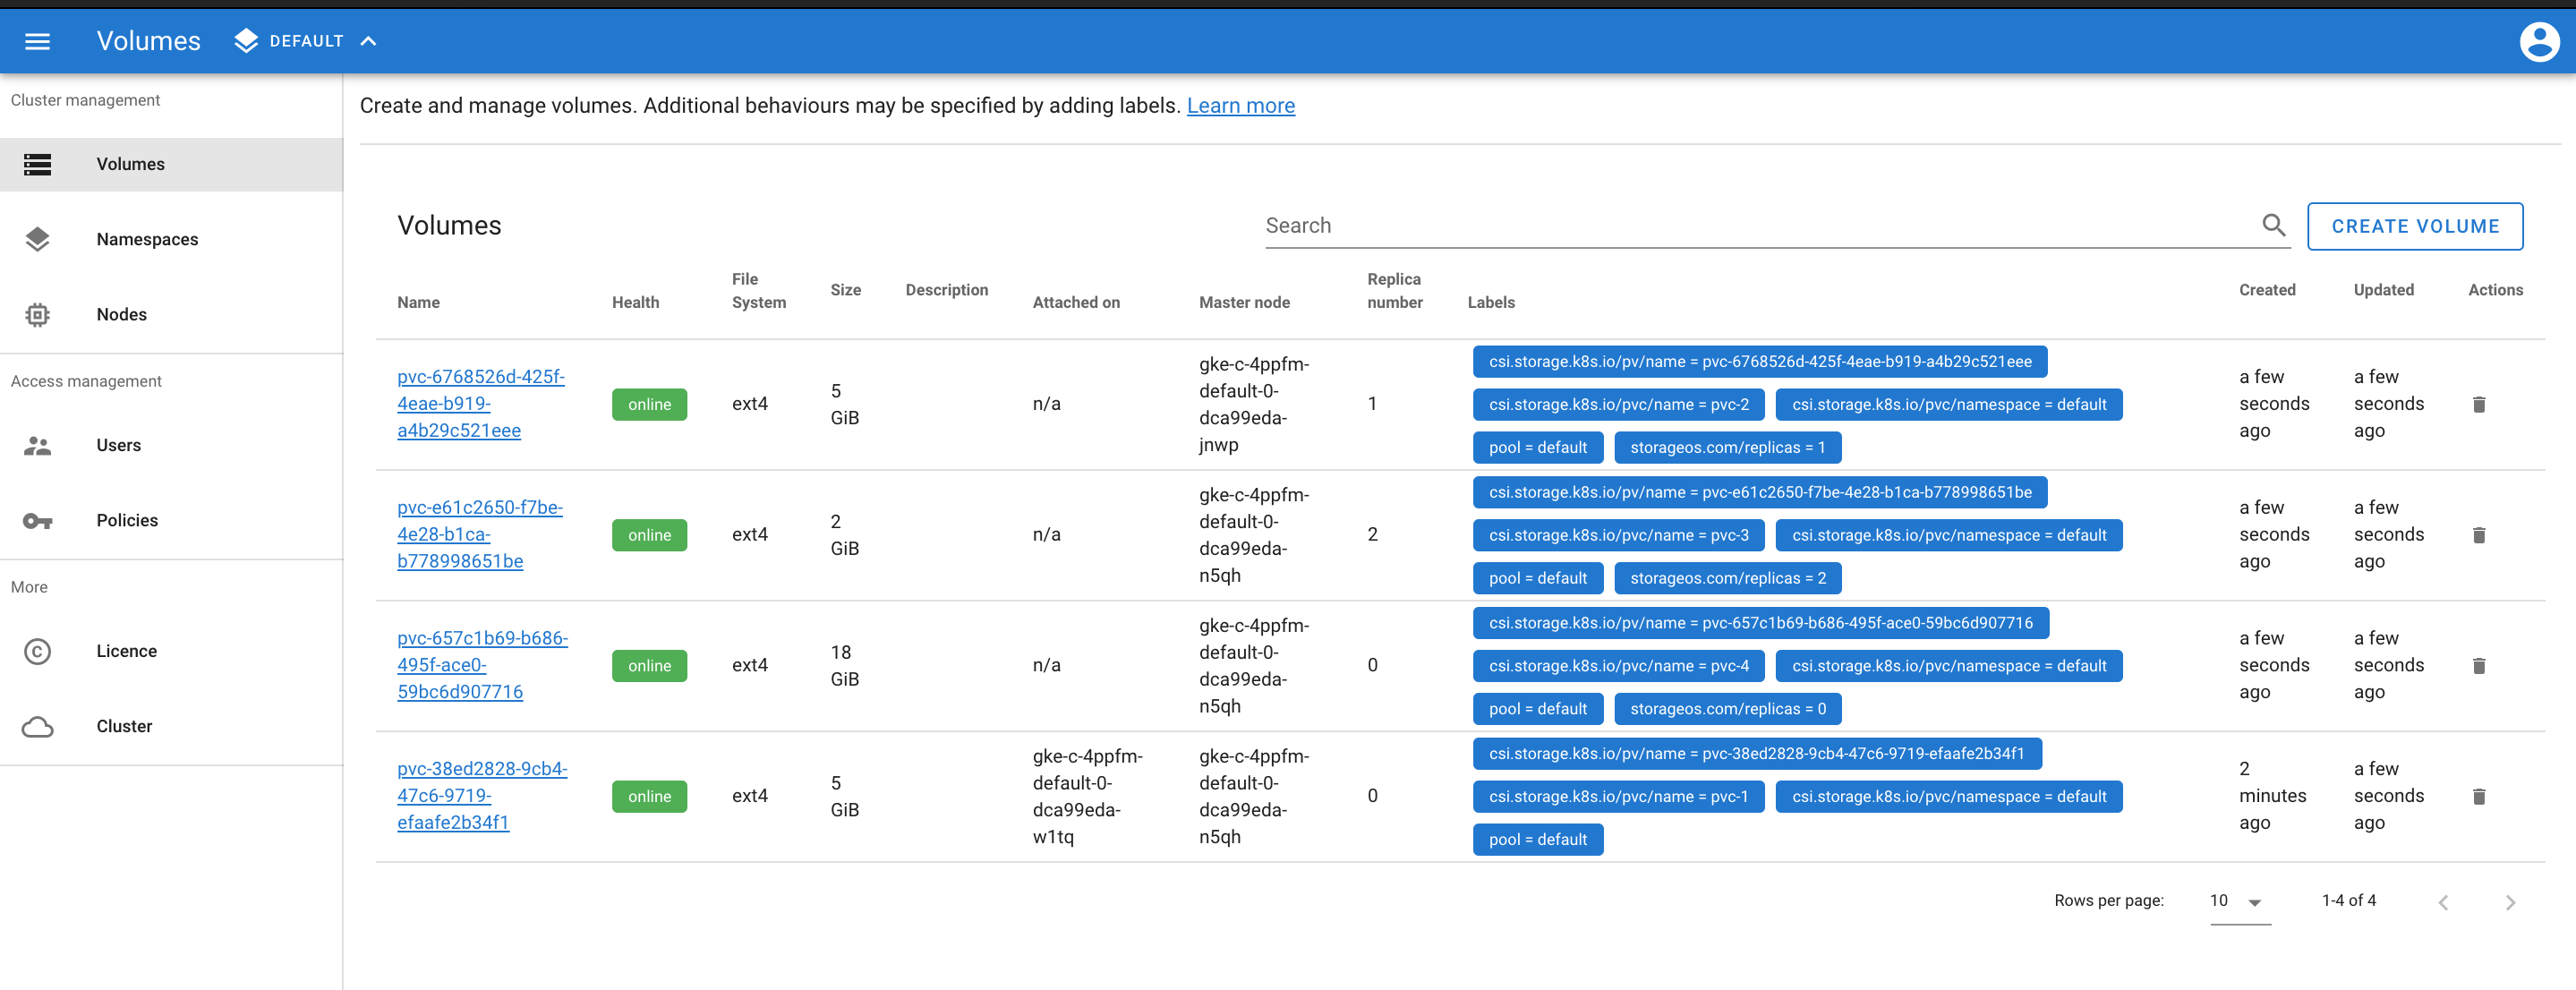 Volumes
DEFAULT
Cluster management
Volumes
Namespaces
Nodes
Access management
Users
Policies
More
Licence
Cluster
Create and manage volumes. Additional behaviours may be specified by adding labels. Learn more
Volumes
Search
CREATE VOLUME
Name
Health
File
System
Size
Description
Attached on
Master node
Replica
number
Labels
Created
Updated
Actions
pvc-6768526d-425f-
4eae-b919-
a4b29c521eee
online
ext4
5
GiB
n/a
gke-c-4ppfm-
default-0-
dca99eda-
jnwp
1
csi.storage.k8s.io/pv/name = pvc-6768526d-425f-4eae-b919-a4b29c521eee
csi.storage.k8s.io/pvc/name = pvc-2
csi.storage.k8s.io/pvc/namespace = default
pool = default
storageos.com/replicas = 1
a few
seconds
ago
a few
seconds
ago
pvc-e61c2650-f7be-
4e28-b1ca-
b778998651be
online
ext4
2
GiB
n/a
gke-c-4ppfm-
default-0-
dca99eda-
n5qh
2
csi.storage.k8s.io/pv/name = pvc-e61c2650-f7be-4e28-b1ca-b778998651be
csi.storage.k8s.io/pvc/name = pvc-3
csi.storage.k8s.io/pvc/namespace = default
pool = default
storageos.com/replicas = 2
a few
seconds
ago
a few
seconds
ago
pvc-657c1b69-b686-
495f-ace0-
59bc6d907716
online
ext4
18
GiB
n/a
gke-c-4ppfm-
default-0-
dca99eda-
n5qh
0
csi.storage.k8s.io/pv/name = pvc-657c1b69-b686-495f-ace0-59bc6d907716
csi.storage.k8s.io/pvc/name = pvc-4
csi.storage.k8s.io/pvc/namespace = default
pool = default
storageos.com/replicas = 0
a few
seconds
ago
a few
seconds
ago
pvc-38ed2828-9cb4-
47c6-9719-
efaafe2b34f1
online
ext4
5
GiB
gke-c-4ppfm-
default-0-
dca99eda-
w1tq
gke-c-4ppfm-
default-0-
dca99eda-
n5qh
0
csi.storage.k8s.io/pv/name = pvc-38ed2828-9cb4-47c6-9719-efaafe2b34f1
csi.storage.k8s.io/pvc/name = pvc-1
csi.storage.k8s.io/pvc/namespace = default
pool = default
2
minutes
ago
a few
seconds
ago
Rows per page:
10
1-4 of 4